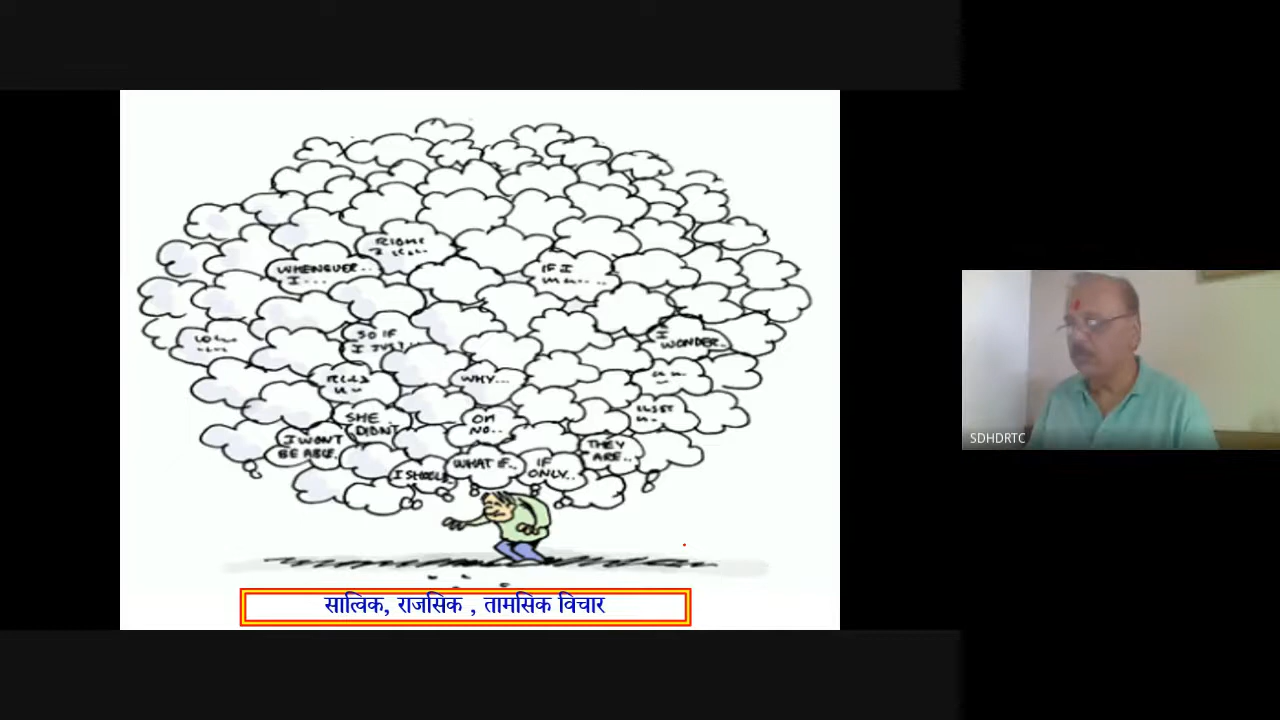 WHENEVER..
I...
IF I
SO IF
I JUST..
I
WONDER..
WHY...
SHE
DIDN'T
OH
NO..
I WON'T
BE ABLE.
THEY
ARE..
WHAT IF..
IF
ONLY..
I SHOULD
सात्विक, राजसिक , तामसिक विचार
SDHDRTC